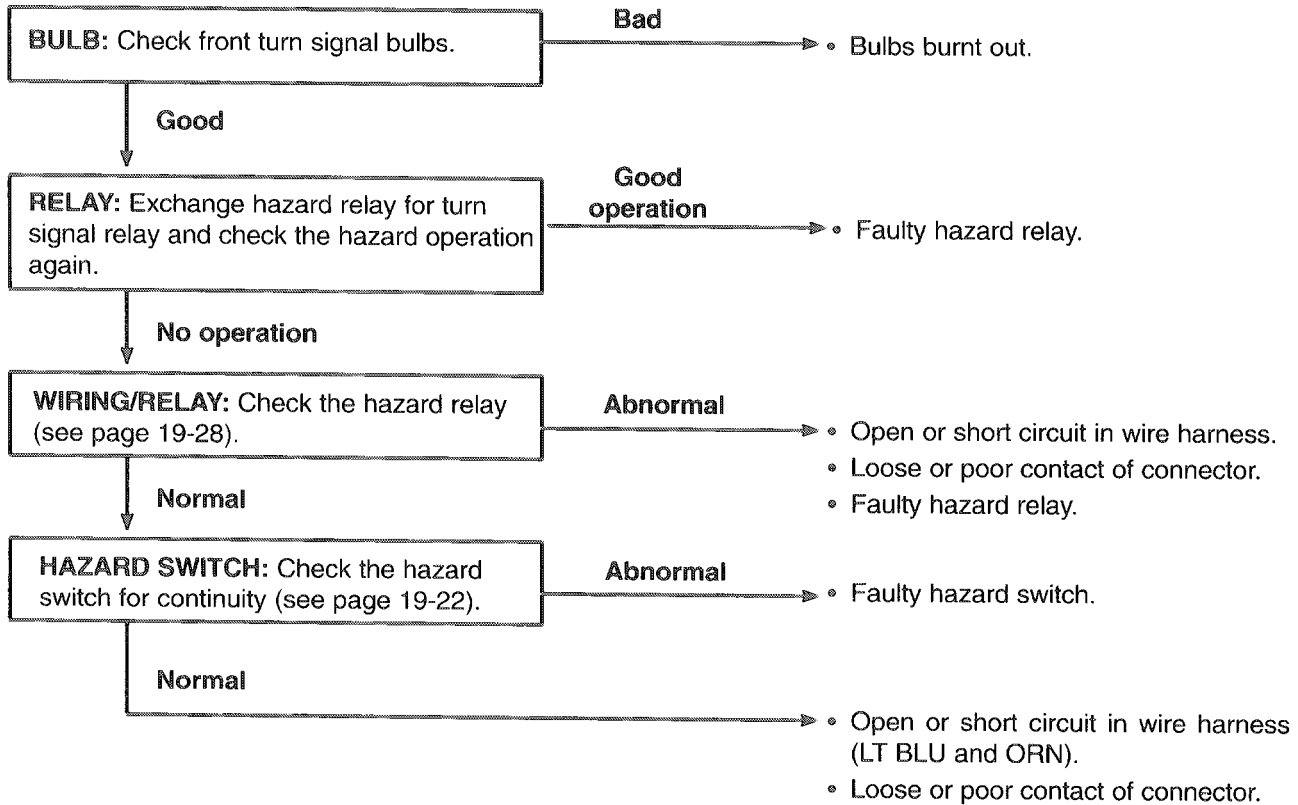 BULB: Check front turn signal bulbs.
Bad
• Bulbs burnt out.
Good
RELAY: Exchange hazard relay for turn
signal relay and check the hazard operation
again.
Good
operation
• Faulty hazard relay.
No operation
WIRING/RELAY: Check the hazard relay
(see page 19-28).
Abnormal
• Open or short circuit in wire harness.
• Loose or poor contact of connector.
• Faulty hazard relay.
Normal
HAZARD SWITCH: Check the hazard
switch for continuity (see page 19-22).
Abnormal
• Faulty hazard switch.
Normal
• Open or short circuit in wire harness
(LT BLU and ORN).
• Loose or poor contact of connector.